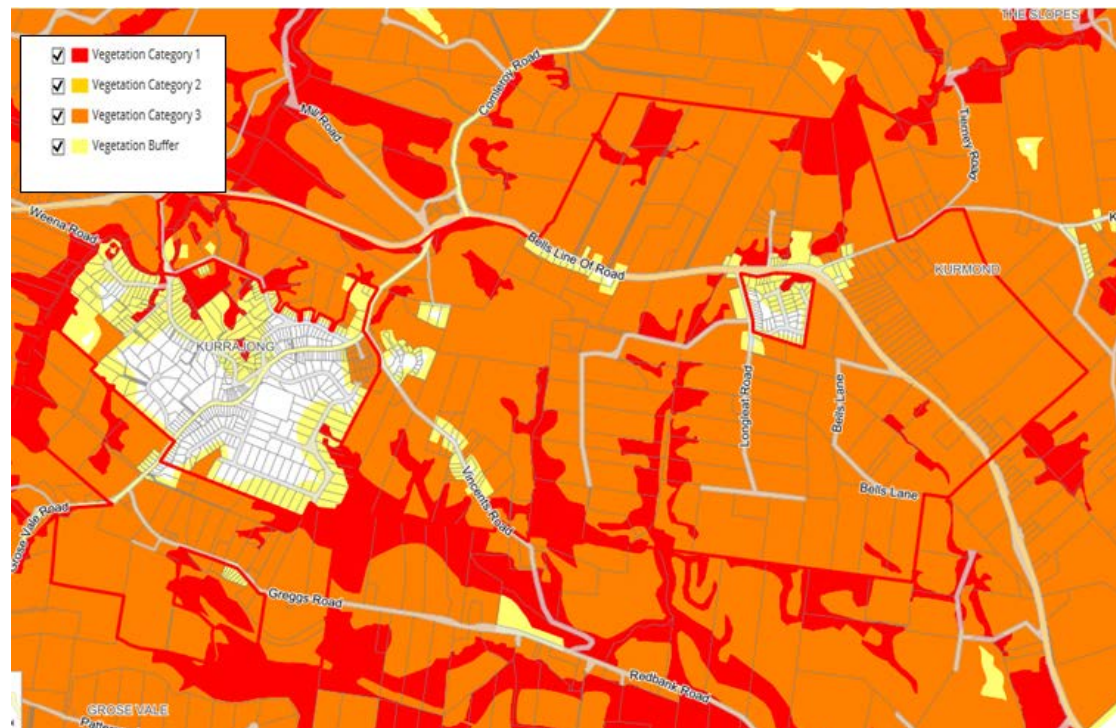 THE SLOPES
Vegetation Category 1
Vegetation Category 2
Vegetation Category 3
Vegetation Buffer
Comleroy Road
Mill Road
Tierney Road
Weena Road
Bells Line Of Road
KURMOND
KURRAJONG
Longleat Road
Bells Lane
Bells Lane
Vincents Road
Grose Vale Road
Greggs Road
Redbank Road
GROSE VALE